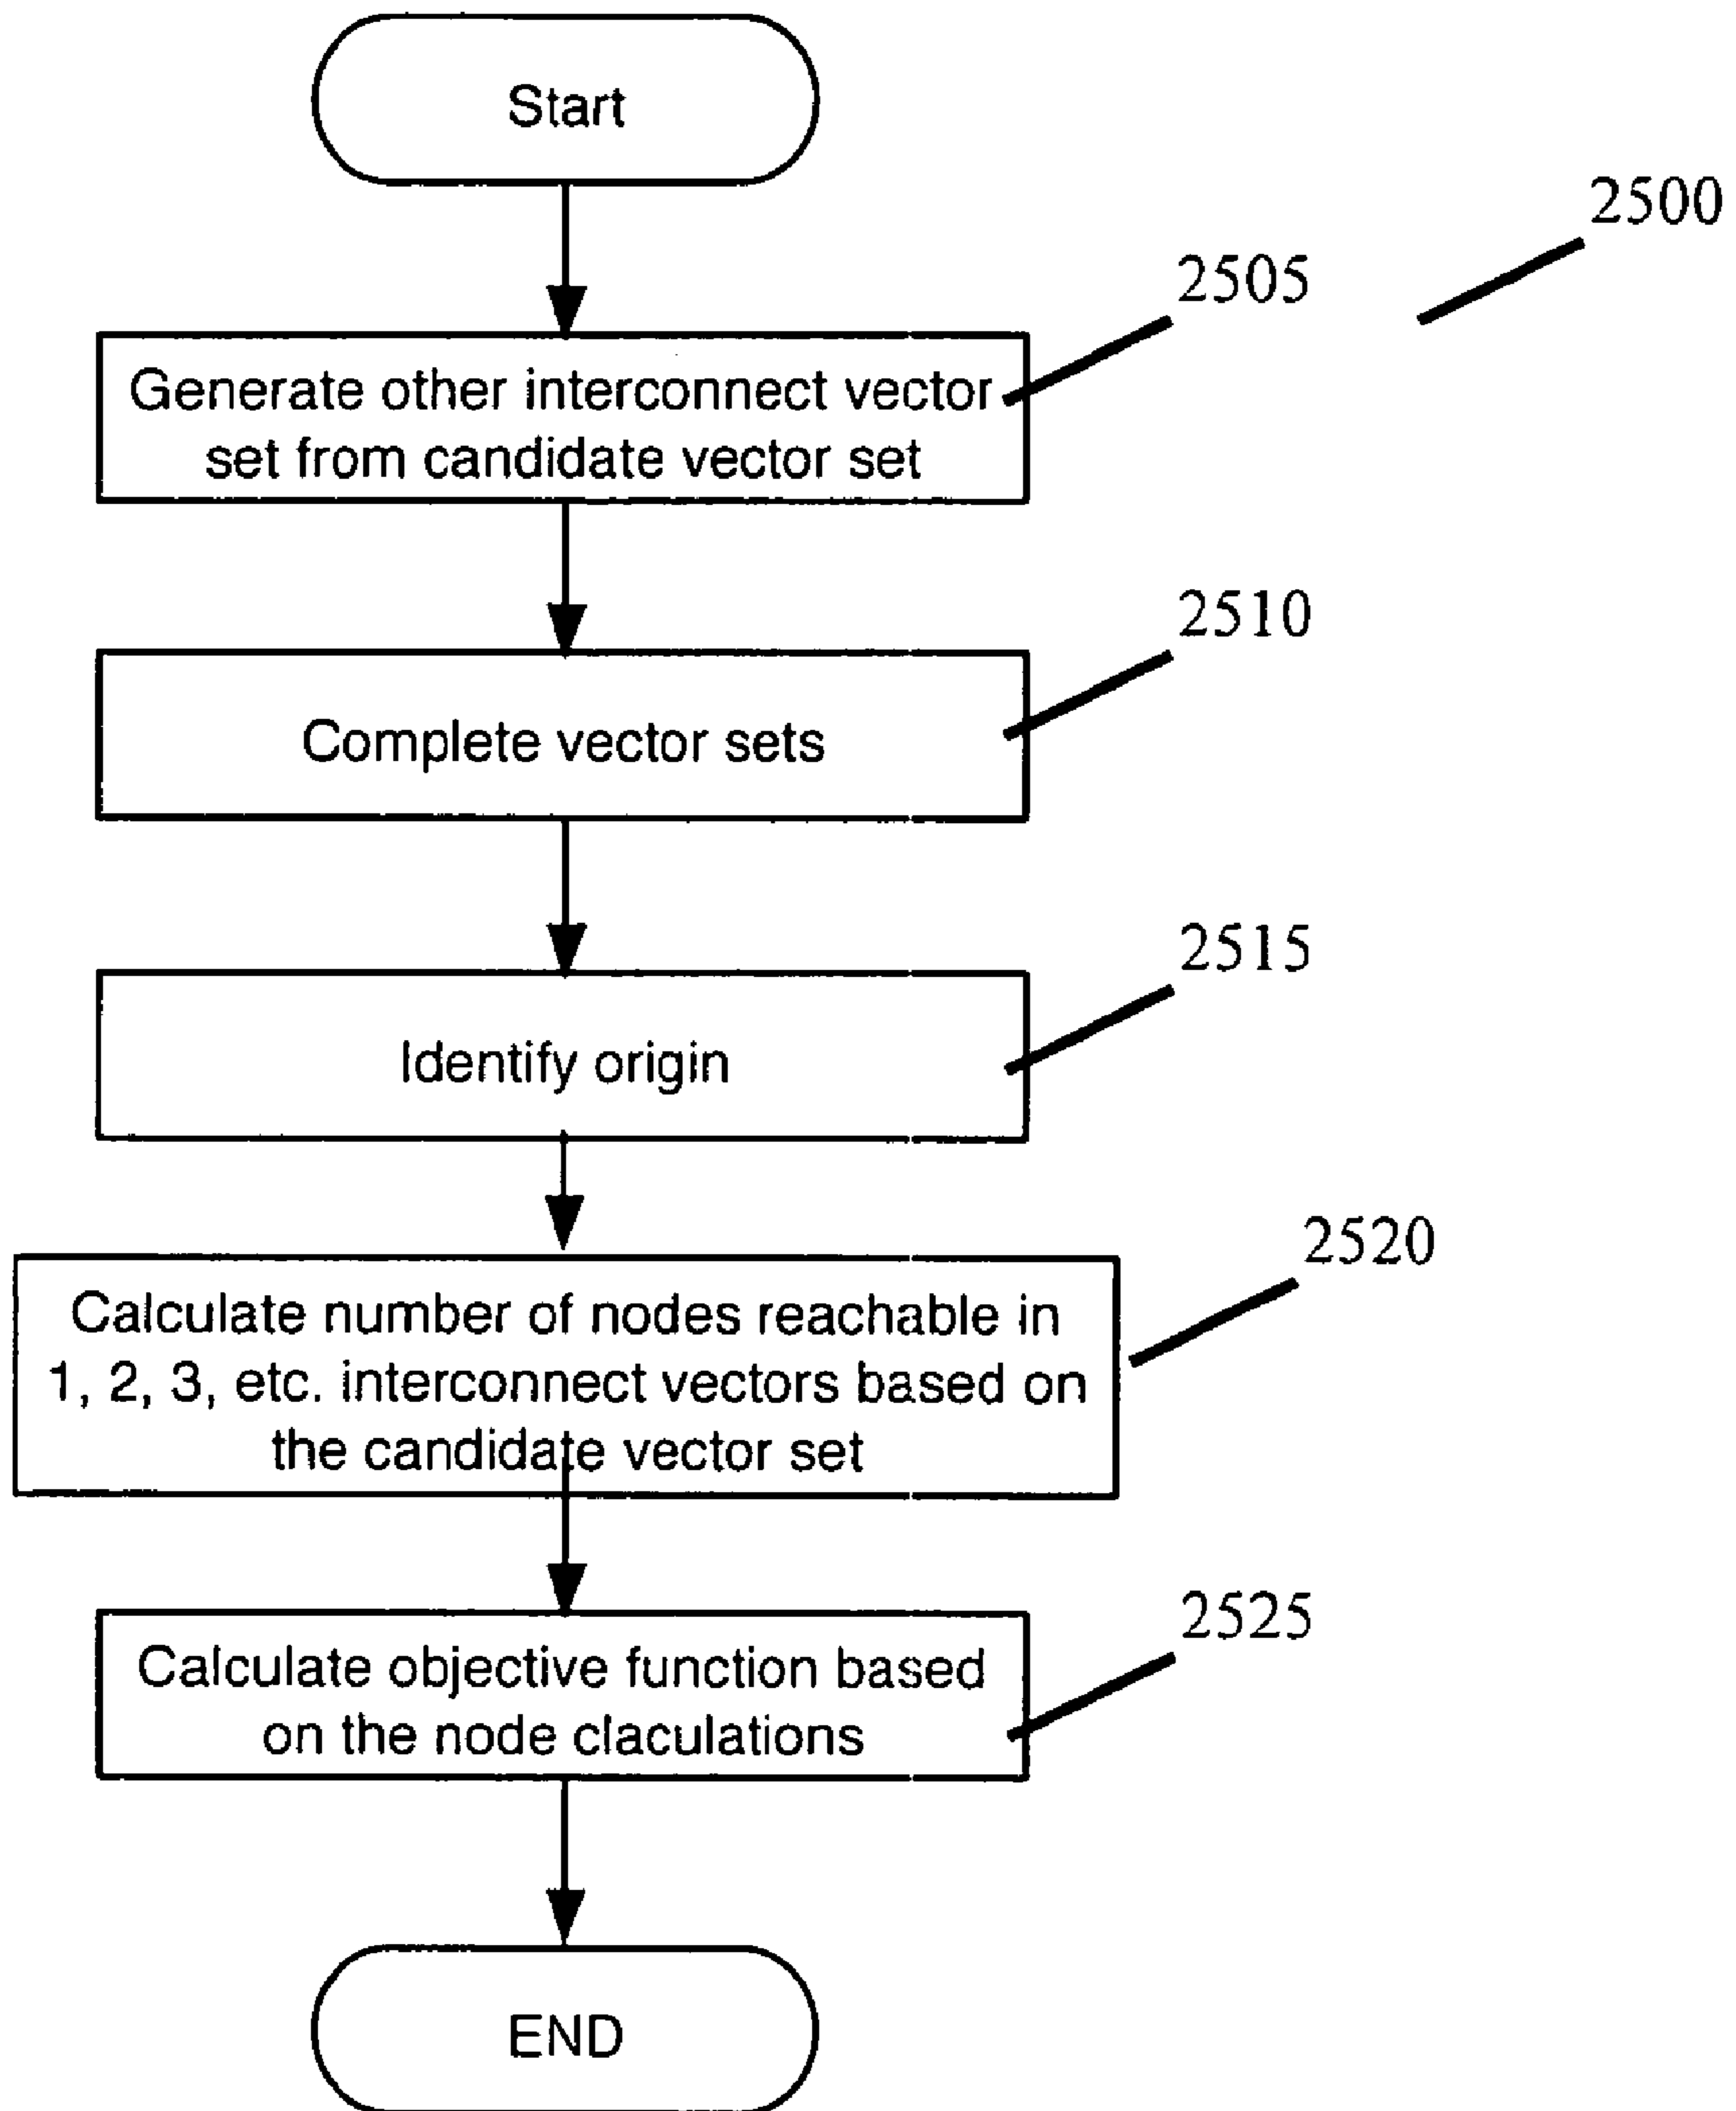 Start
2500
2505
Generate other interconnect vector
set from candidate vector set
2510
Complete vector sets
2515
Identify origin
2520
Calculate number of nodes reachable in
1, 2, 3, etc. interconnect vectors based on
the candidate vector set
2525
Calculate objective function based
on the node claculations
END